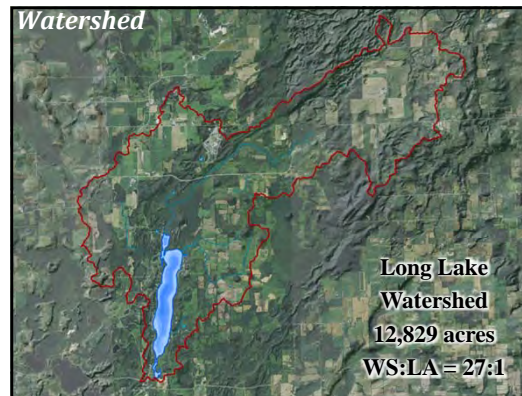 Watershed
Long Lake
Watershed
12,829 acres
WS:LA = 27:1